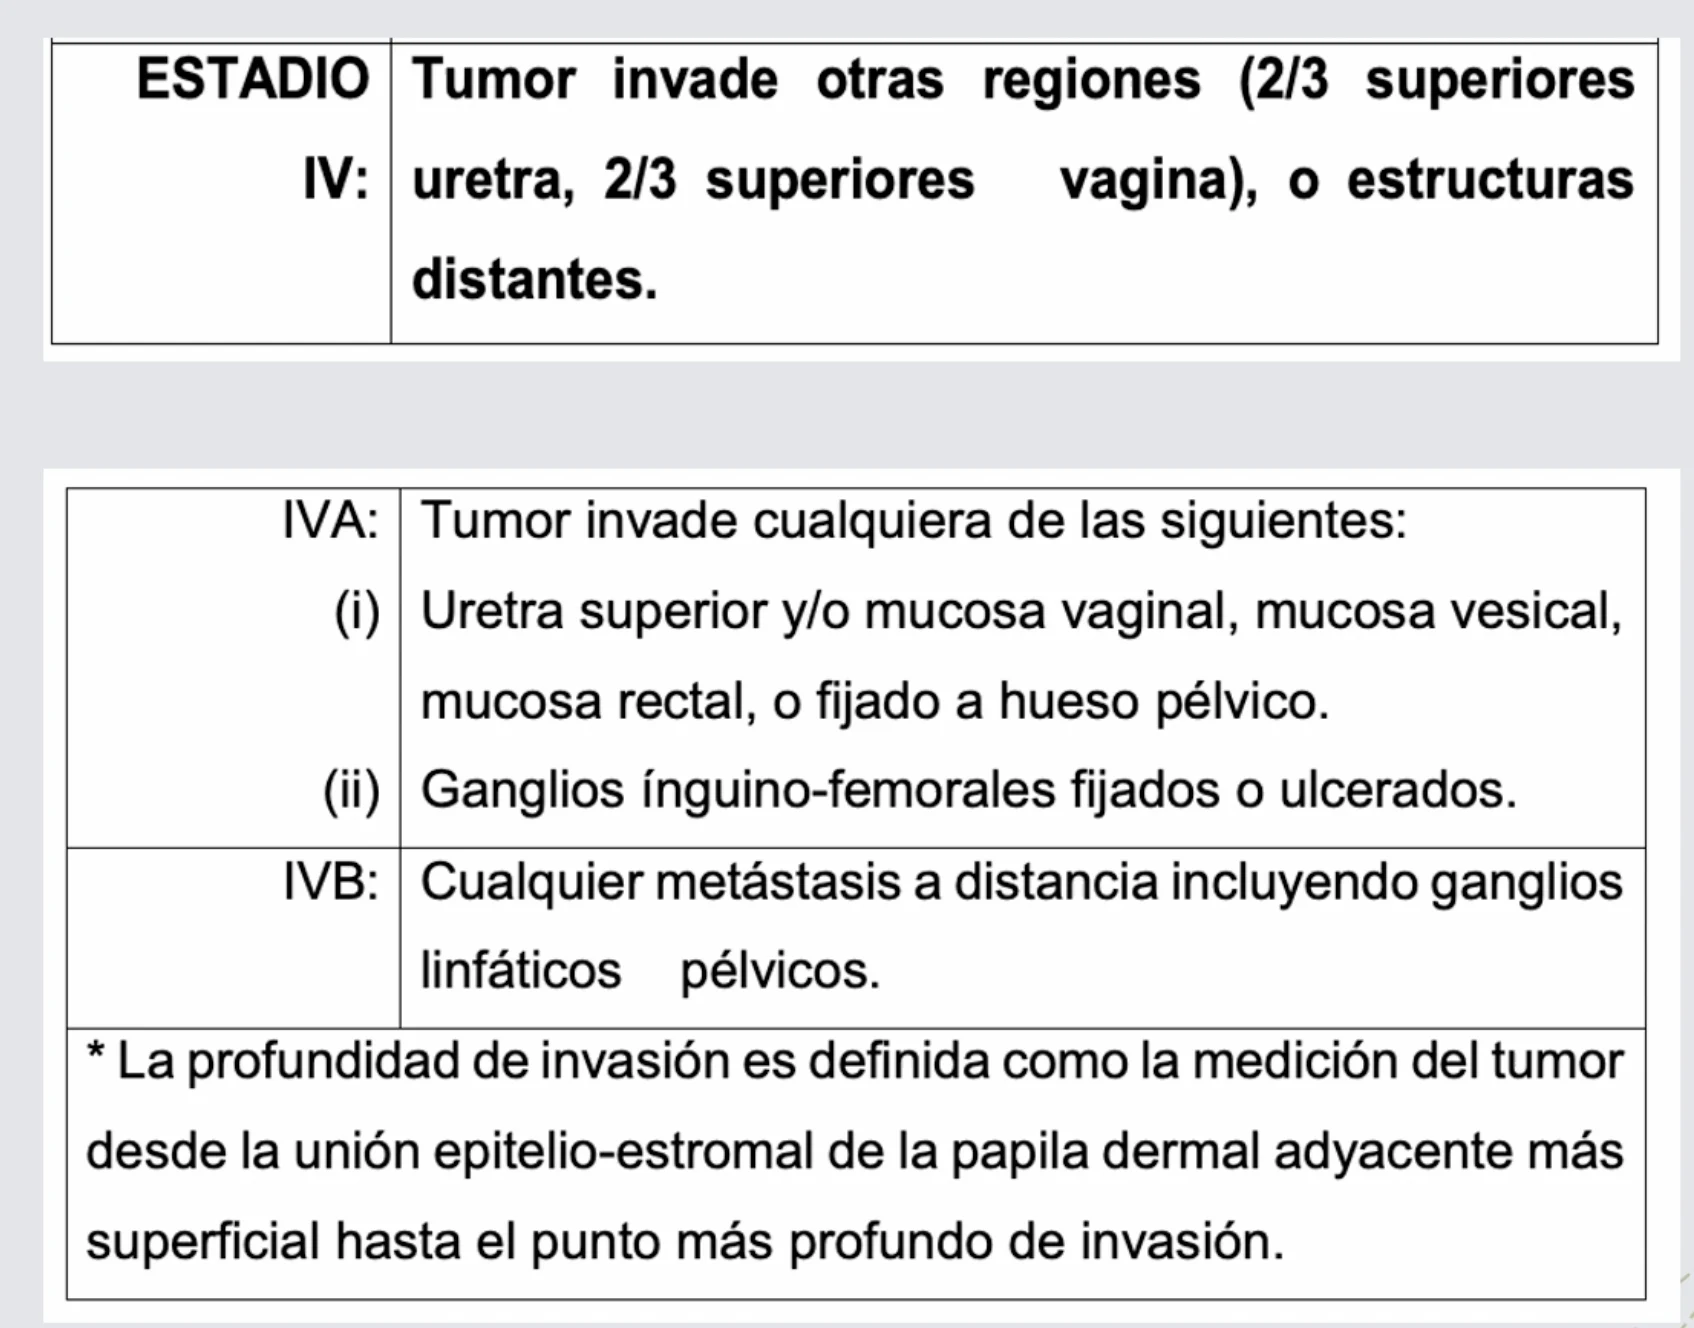 ESTADIO Tumor invade otras regiones (2/3 superiores
IV: uretra, 2/3 superiores vagina), o estructuras
distantes.
IVA: Tumor invade cualquiera de las siguientes:
(i) Uretra superior y/o mucosa vaginal, mucosa vesical,
mucosa rectal, o fijado a hueso pélvico.
(ii) Ganglios ínguino-femorales fijados o ulcerados.
IVB: Cualquier metástasis a distancia incluyendo ganglios
linfáticos pélvicos.
* La profundidad de invasión es definida como la medición del tumor
desde la unión epitelio-estromal de la papila dermal adyacente más
superficial hasta el punto más profundo de invasión.